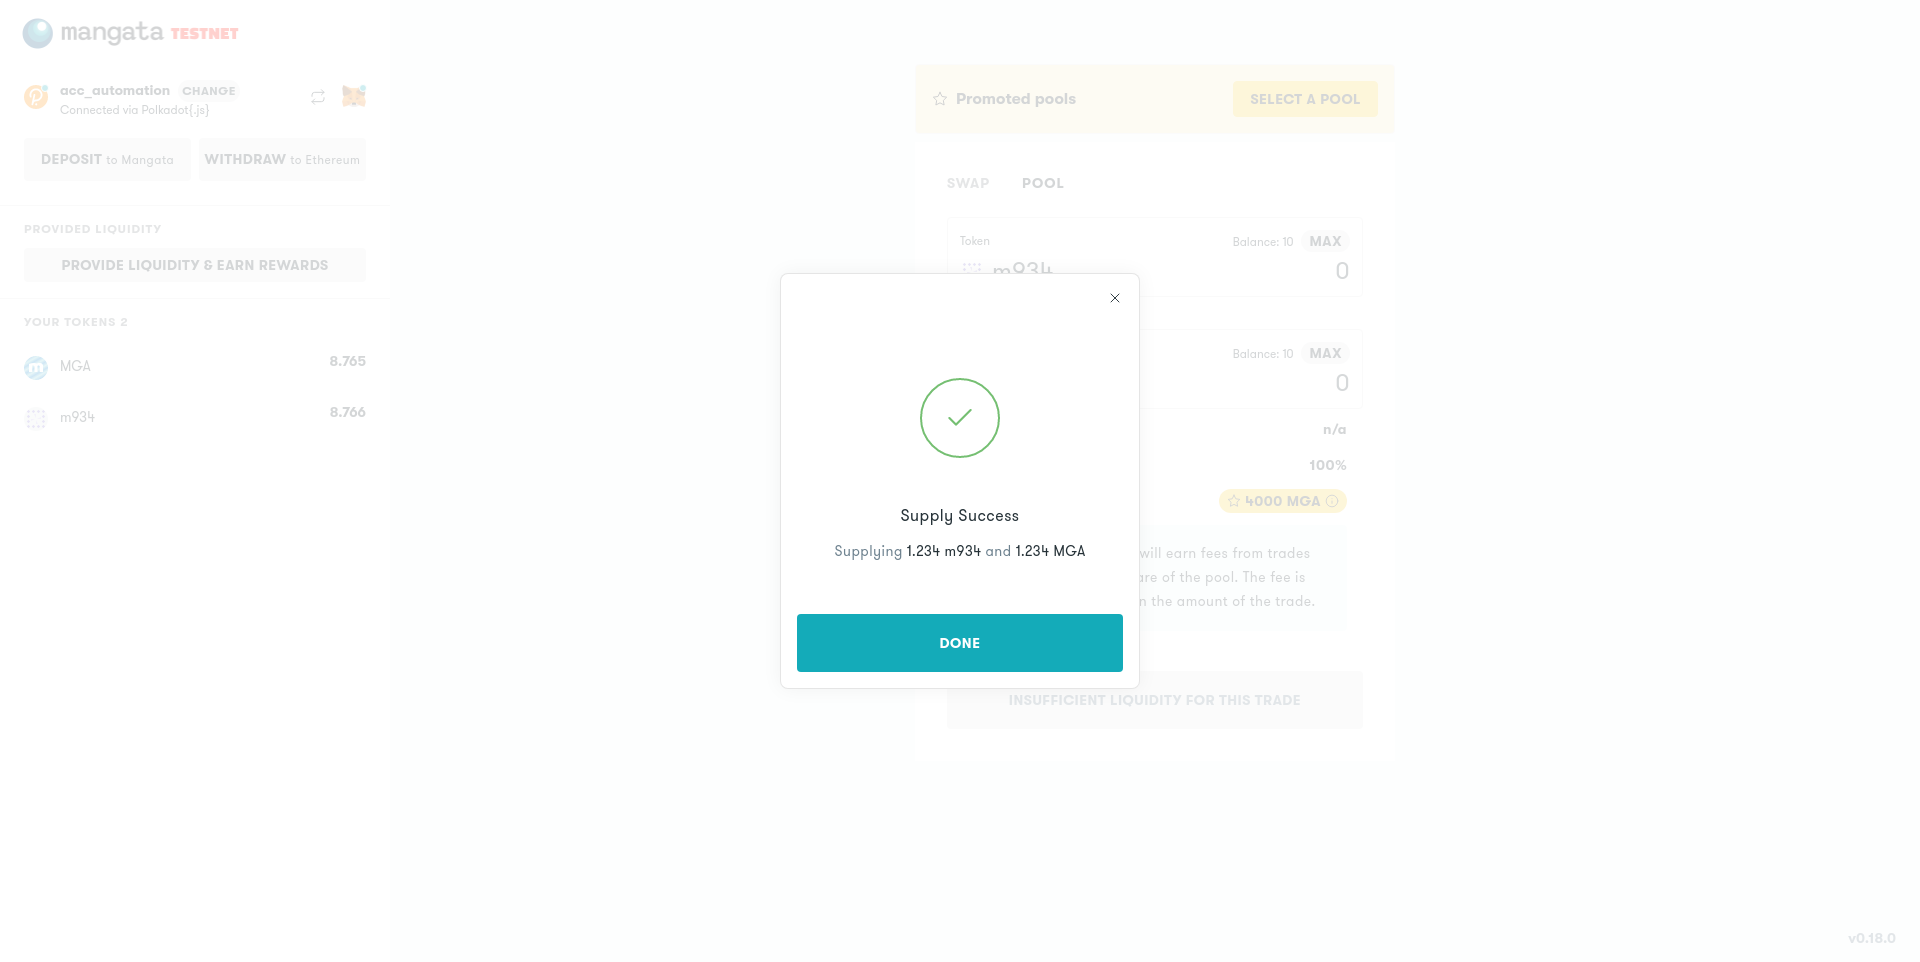 mangata TESTNET
acc_automation CHANGE
Connected via Polkadot{.js}
DEPOSIT to Mangata
WITHDRAW to Ethereum
PROVIDED LIQUIDITY
PROVIDE LIQUIDITY & EARN REWARDS
YOUR TOKENS 2
MGA 8.765
m934 8.766
Promoted pools
SELECT A POOL
SWAP POOL
Token
Balance: 10 MAX
m934
0
Balance: 10 MAX
0
n/a
100%
4000 MGA
will earn fees from trades
of the pool. The fee is
the amount of the trade.
INSUFFICIENT LIQUIDITY FOR THIS TRADE
Supply Success
Supplying 1.234 m934 and 1.234 MGA
DONE
v0.18.0